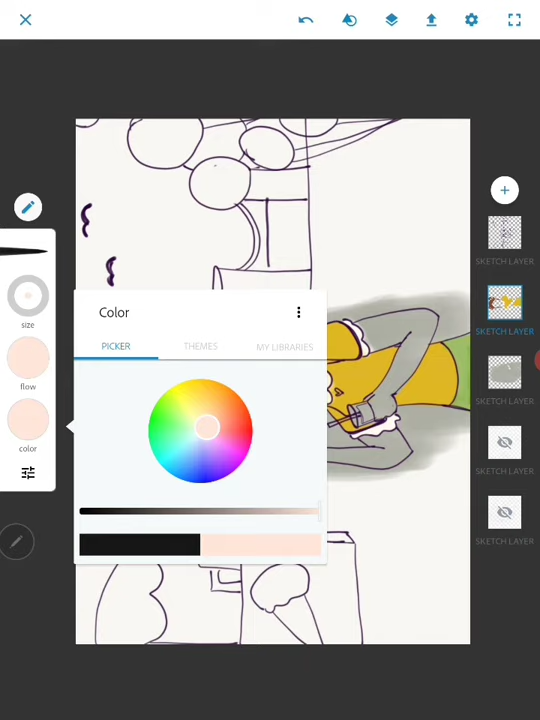 SKETCH LAYER
size
Color
SKETCH LAYER
PICKER THEMES MY LIBRARIES
flow
SKETCH LAYER
color
SKETCH LAYER
SKETCH LAYER